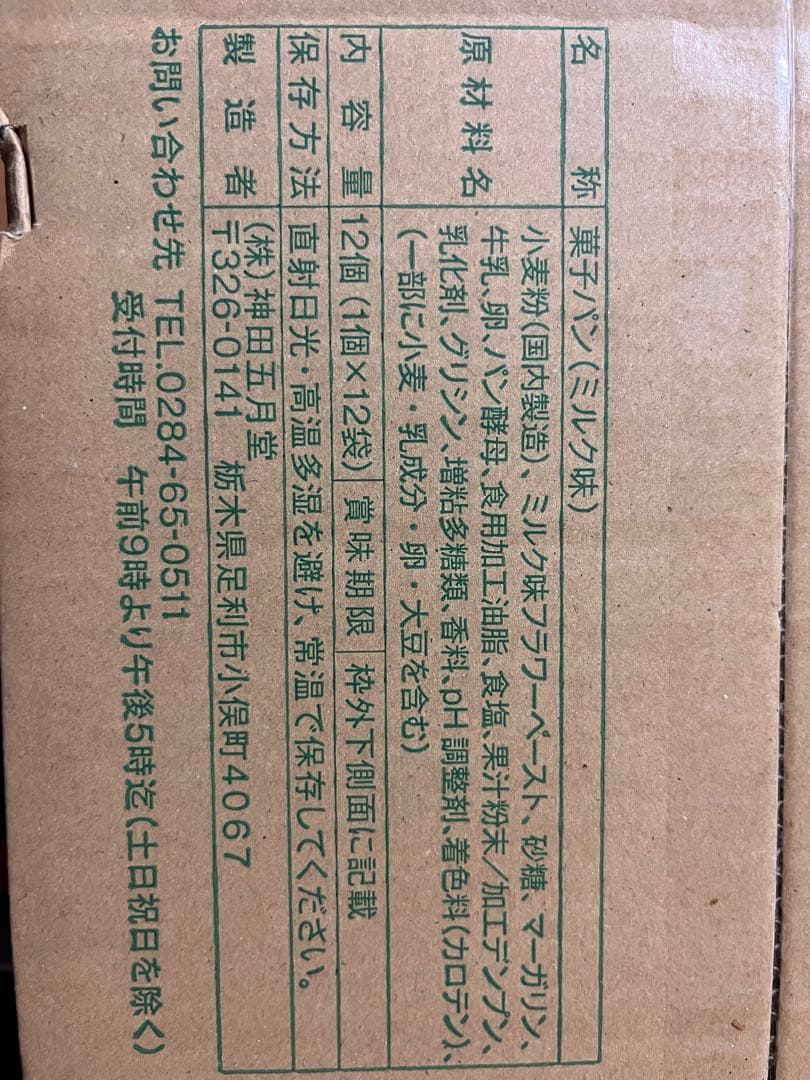 名称 菓子パン(ミルク味)
原材料名 小麦粉(国内製造)、ミルク味フラワーペースト、砂糖、マーガリン、
牛乳、卵、パン酵母、食用加工油脂、食塩、果汁粉末/加工デンプン、
乳化剤、グリシン、増粘多糖類、香料、pH調整剤、着色料(カロテン)、
(一部に小麦・乳成分・卵・大豆を含む)
内容量 12個(1個×12袋) 賞味期限 枠外下側面に記載
保存方法 直射日光・高温多湿を避け、常温で保存してください。
製造者 (株)神田五月堂
〒326-0141 栃木県足利市小俣町4067
お問い合わせ先 TEL.0284-65-0511
受付時間 午前9時より午後5時迄(土日祝日を除く)